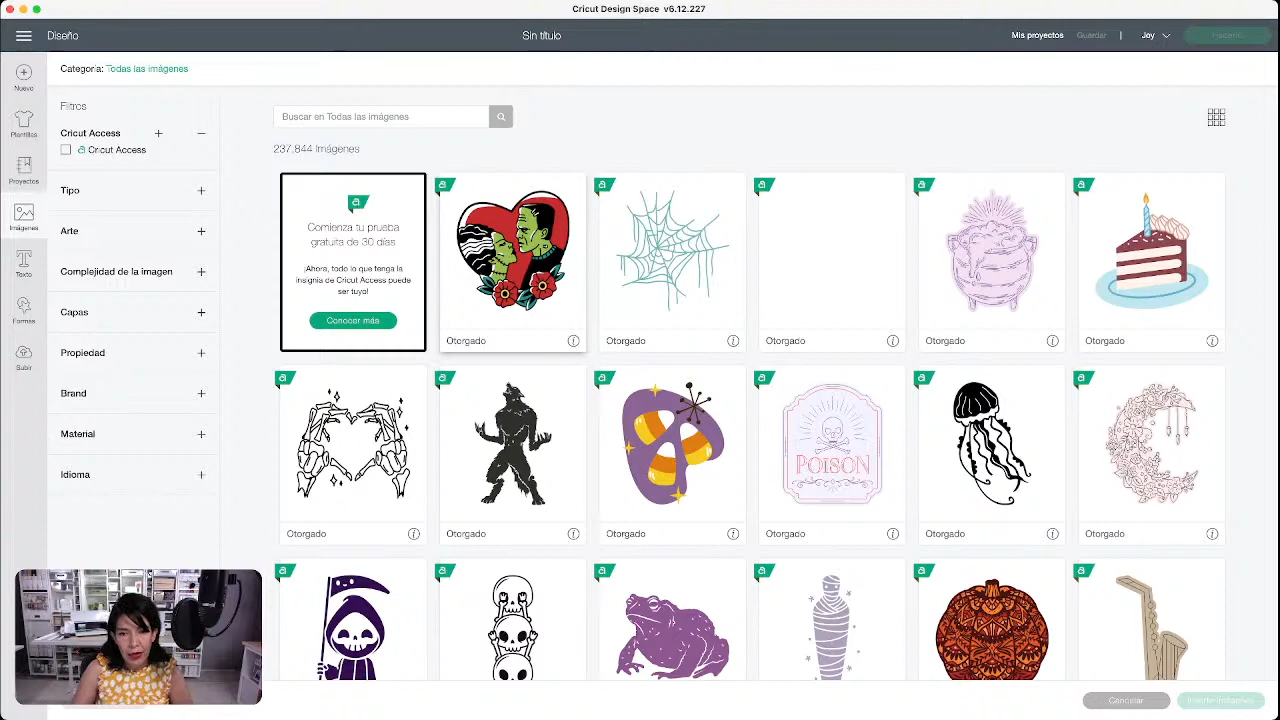 Cricut Design Space v6.12.227
Diseño
Sin título
Mis proyectos
Guardar
|
Joy
Nuevo
Plantillas
Proyectos
Imágenes
Texto
Formas
Subir
Categoría: Todas las imágenes
Filtros
Cricut Access
Cricut Access
Tipo
Arte
Complejidad de la imagen
Capas
Propiedad
Brand
Material
Idioma
Buscar en Todas las imágenes
237.844 Imágenes
Comienza tu prueba
gratuita de 30 días
¡Ahora, todo lo que tenga la
insignia de Cricut Access puede
ser tuyo!
Conocer más
Otorgado
Otorgado
Otorgado
Otorgado
Otorgado
POISON
Otorgado
Otorgado
Otorgado
Otorgado
Otorgado
Otorgado
Cancelar